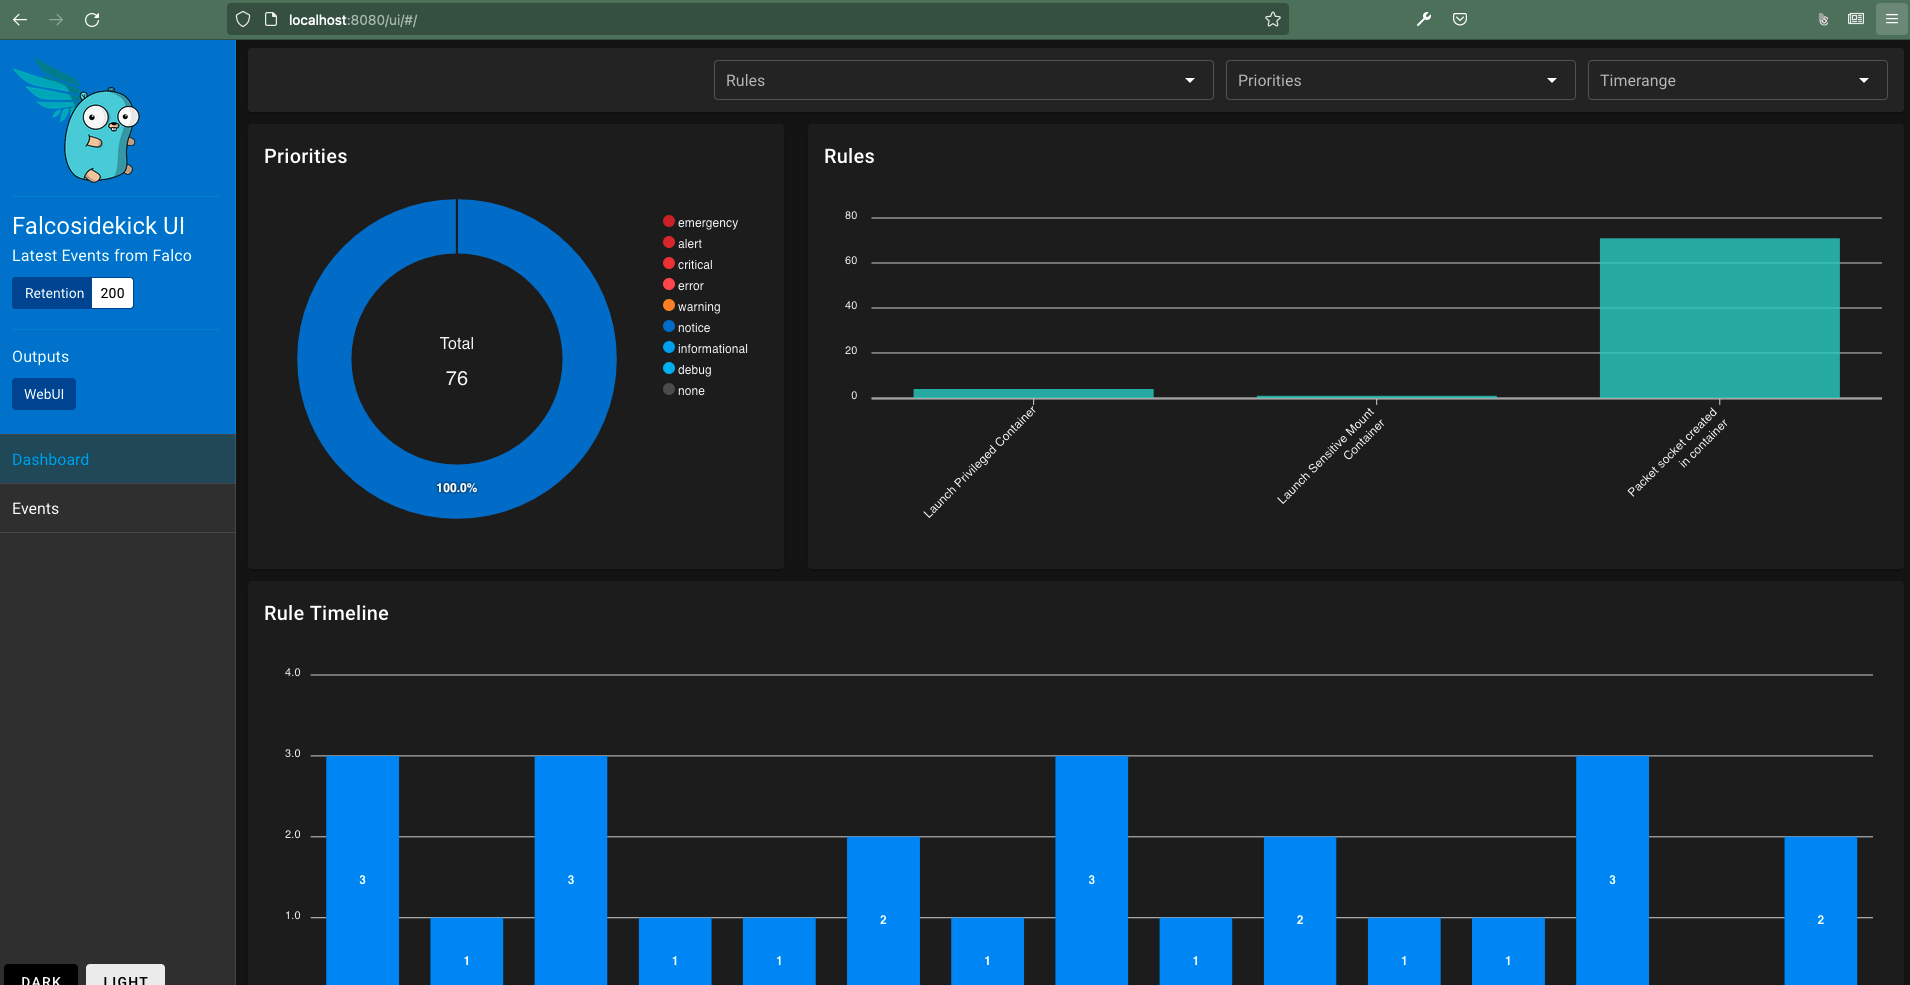 localhost:8080/ui/#/
Falcosidekick UI
Latest Events from Falco
Retention 200
Outputs
WebUI
Dashboard
Events
DARK LIGHT
Rules Priorities Timerange
Priorities
Total
76
100.0%
emergency
alert
critical
error
warning
notice
informational
debug
none
Rules
80
60
40
20
0
Launch Privileged Container
Launch Sensitive Mount
Container
Packet socket created
in container
Rule Timeline
4.0
3.0
2.0
1.0
3 1 3 1 1 2 1 3 1 2 1 1 3 2